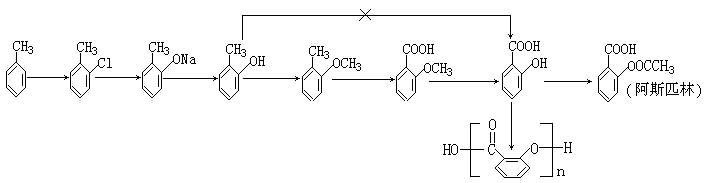 CH3
CH3
Cl
CH3
ONa
CH3
OH
CH3
OCH3
COOH
OCH3
COOH
OH
COOH
OOCCH3
(阿斯匹林)
HO
O
C
O
H
n